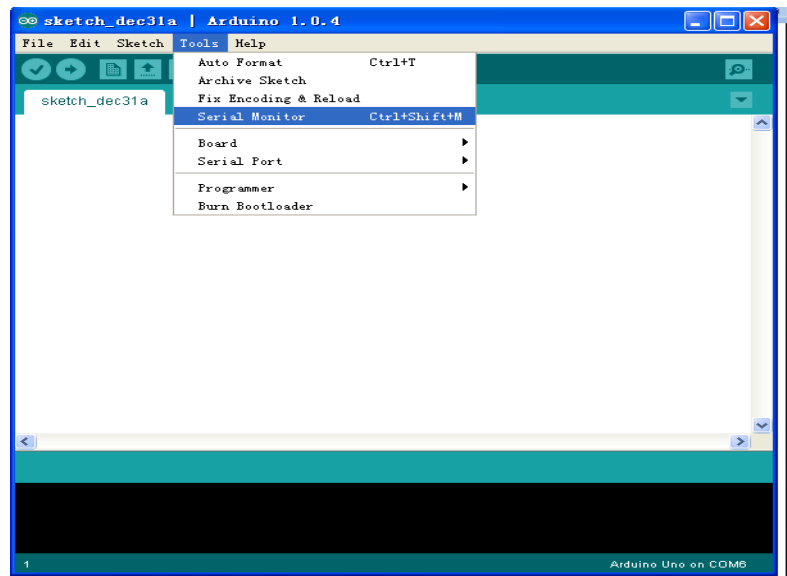 sketch_dec31a | Arduino 1.0.4
File Edit Sketch Tools Help
Auto Format Ctrl+T
Archive Sketch
sketch_dec31a
Fix Encoding & Reload
Serial Monitor Ctrl+Shift+M
Board
Serial Port
Programmer
Burn Bootloader
1
Arduino Uno on COM6